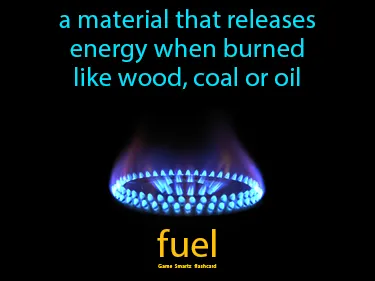 a material that releases
energy when burned
like wood, coal or oil
fuel
Game Smartz flashcard